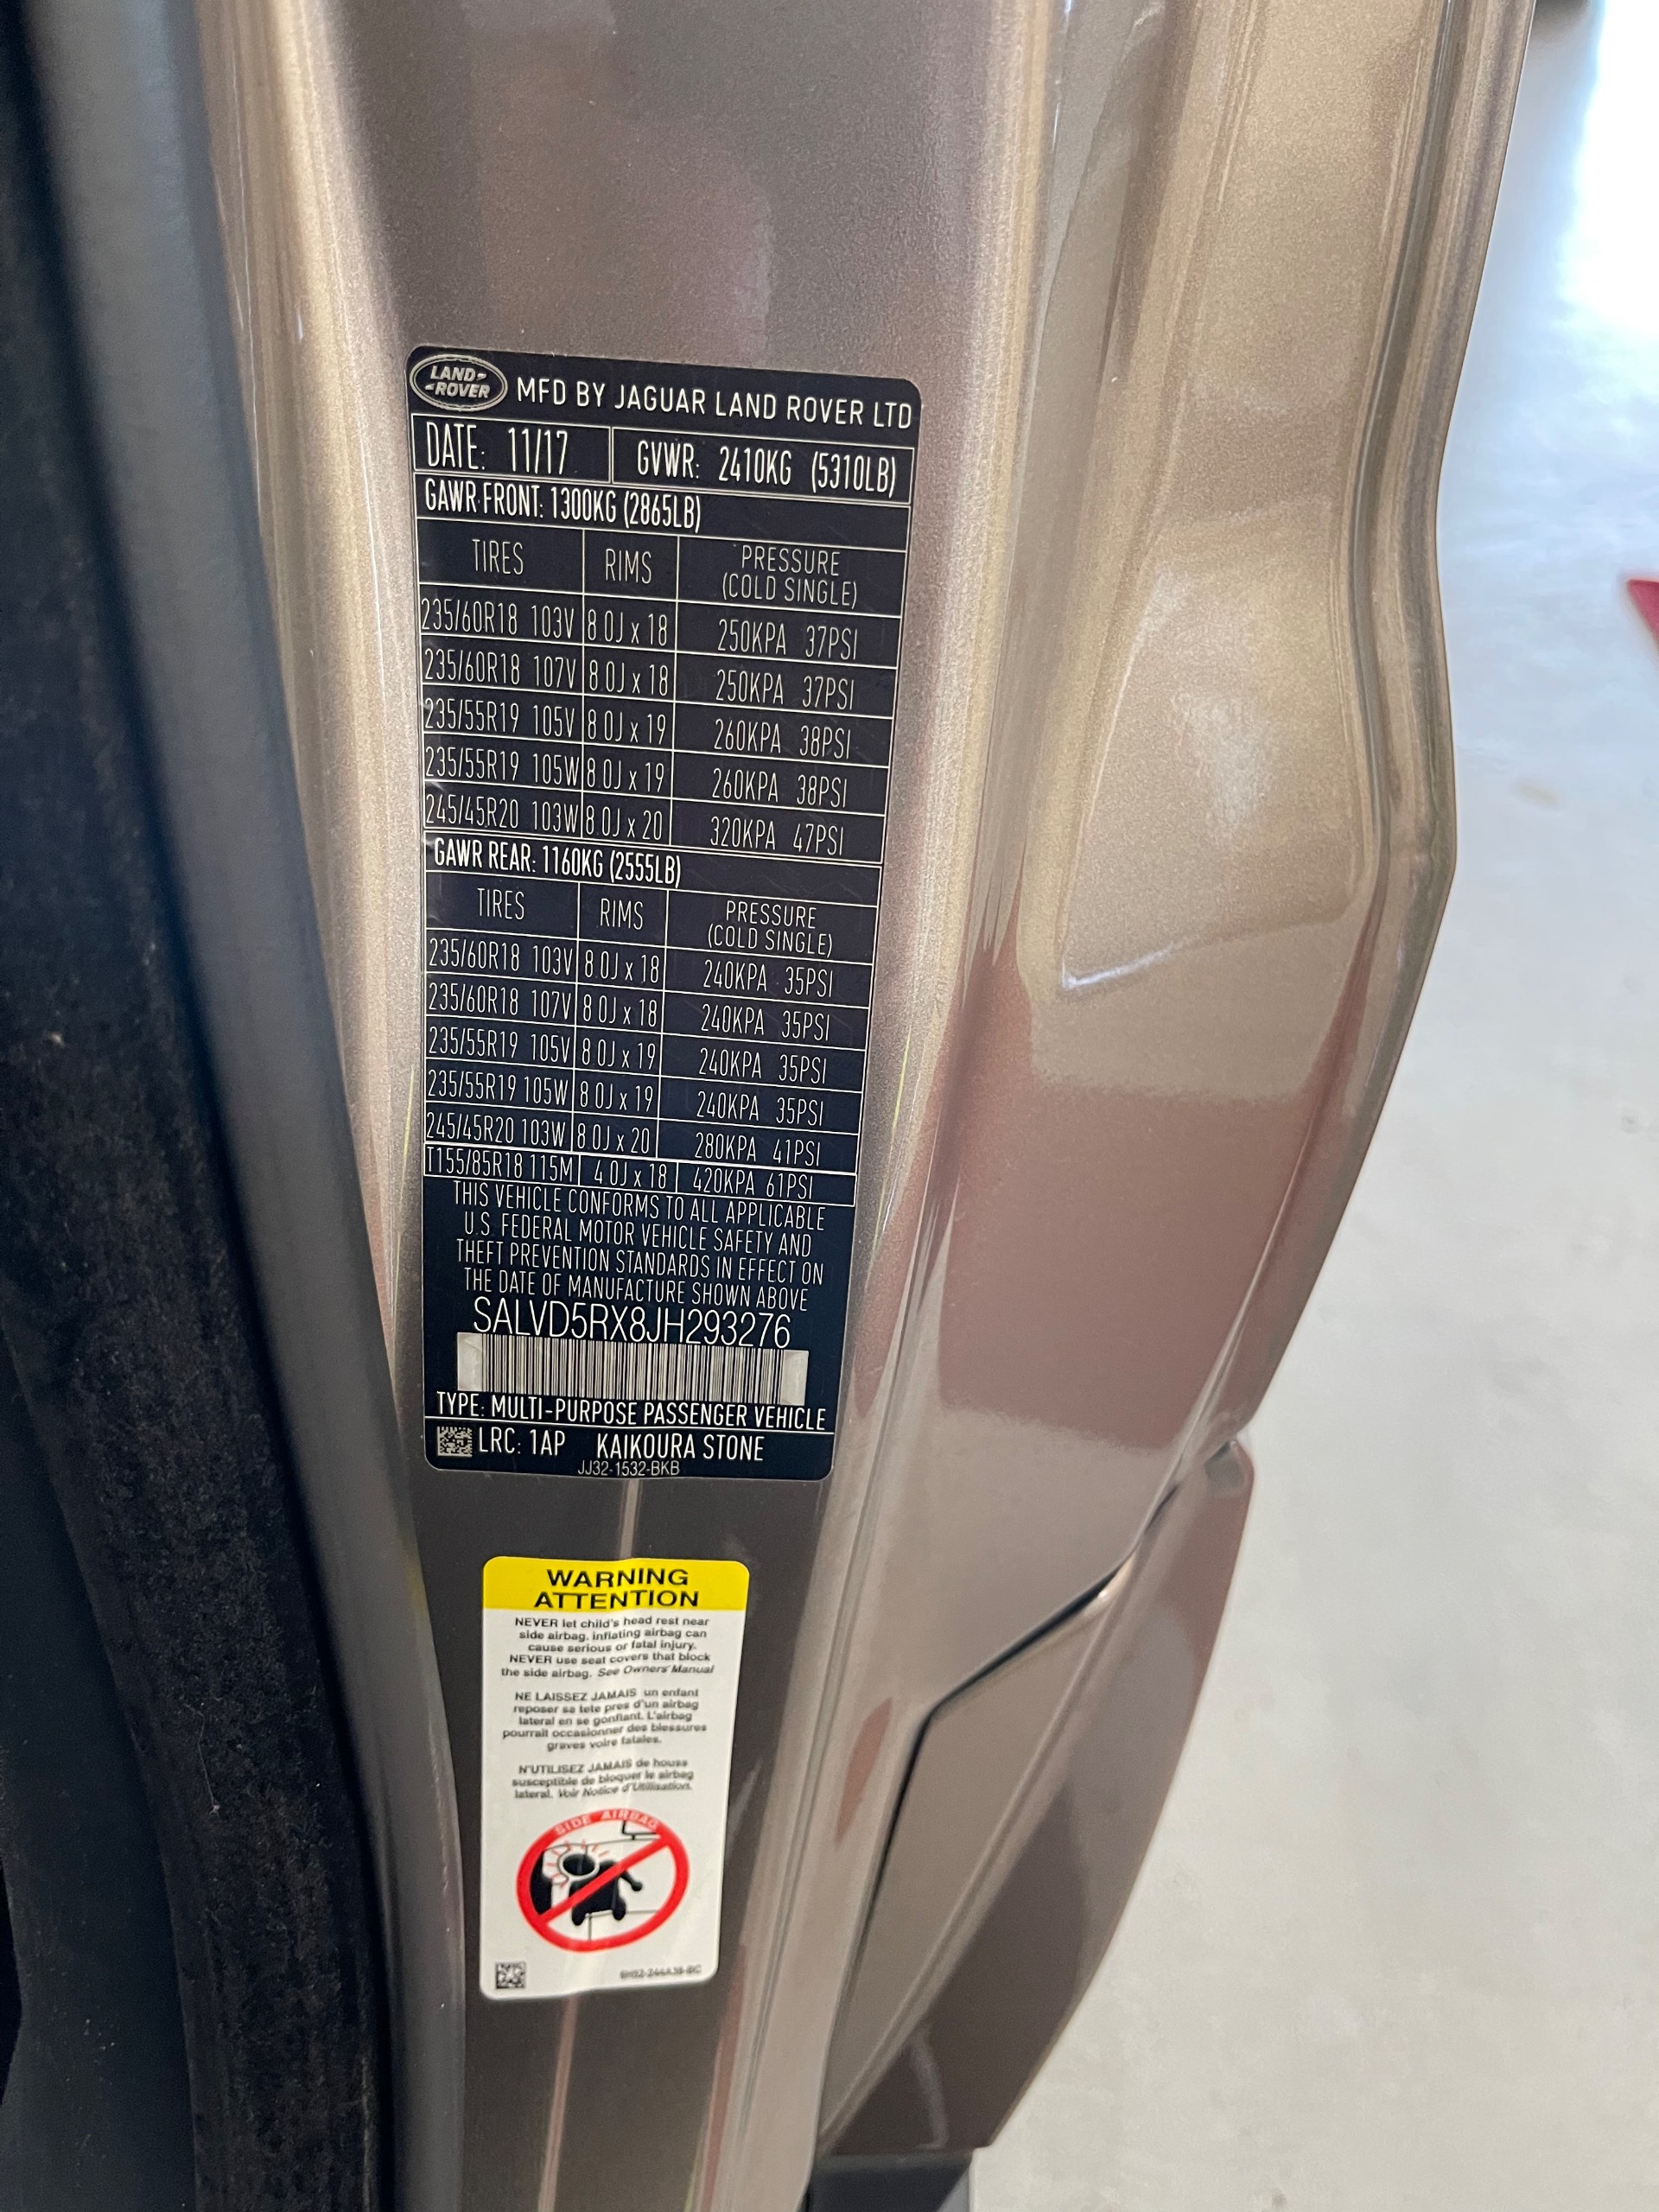 LAND-
-ROVER
MFD BY JAGUAR LAND ROVER LTD
DATE: 11/17 GVWR: 2410KG (5310LB)
GAWR FRONT: 1300KG (2865LB)
TIRES RIMS PRESSURE
(COLD SINGLE)
235/60R18 103V 8.0J x 18 250KPA 37PSI
235/60R18 107V 8.0J x 18 250KPA 37PSI
235/55R19 105V 8.0J x 19 260KPA 38PSI
235/55R19 105W 8.0J x 19 260KPA 38PSI
245/45R20 103W 8.0J x 20 320KPA 47PSI
GAWR REAR: 1160KG (2555LB)
TIRES RIMS PRESSURE
(COLD SINGLE)
235/60R18 103V 8.0J x 18 240KPA 35PSI
235/60R18 107V 8.0J x 18 240KPA 35PSI
235/55R19 105V 8.0J x 19 240KPA 35PSI
235/55R19 105W 8.0J x 19 240KPA 35PSI
245/45R20 103W 8.0J x 20 280KPA 41PSI
T155/85R18 115M 4.0J x 18 420KPA 61PSI
THIS VEHICLE CONFORMS TO ALL APPLICABLE
U.S. FEDERAL MOTOR VEHICLE SAFETY AND
THEFT PREVENTION STANDARDS IN EFFECT ON
THE DATE OF MANUFACTURE SHOWN ABOVE
SALVD5RX8JH293276
TYPE: MULTI-PURPOSE PASSENGER VEHICLE
LRC: 1AP KAIKOURA STONE
JJ32-1532-BKB
WARNING
ATTENTION
NEVER let child's head rest near
side airbag, inflating airbag can
cause serious or fatal injury.
NEVER use seat covers that block
the side airbag. See Owners' Manual
NE LAISSEZ JAMAIS un enfant
reposer sa tete pres d'un airbag
lateral en se gonflant. L'airbag
pourrait occasionner des blessures
graves voire fatales.
N'UTILISEZ JAMAIS de houss
susceptible de bloquer le airbag
lateral. Voir Notice d'Utilisation.
SIDE AIRBAG